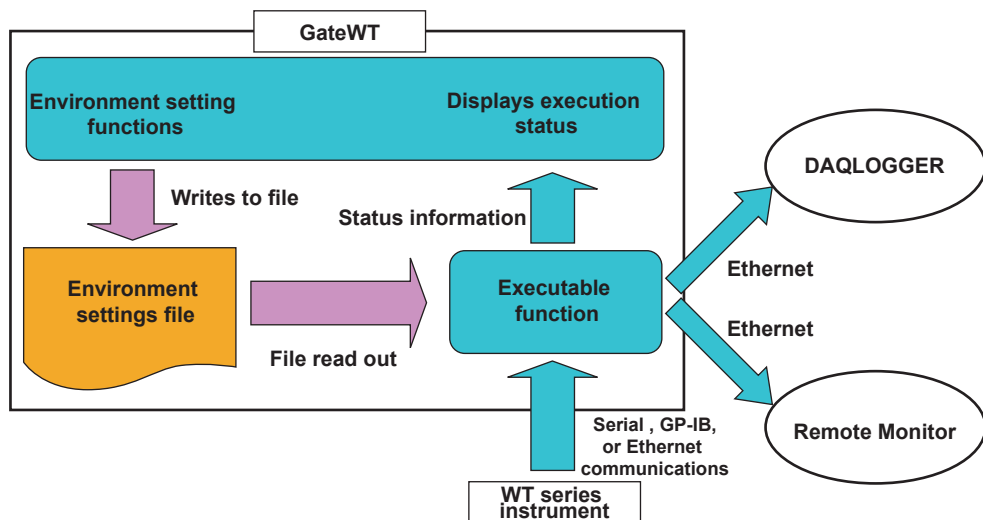 GateWT
Environment setting
functions
Displays execution
status
Writes to file
Status information
DAQLOGGER
Environment
settings file
Executable
function
Ethernet
Ethernet
File read out
Serial , GP-IB,
or Ethernet
communications
Remote Monitor
WT series
instrument